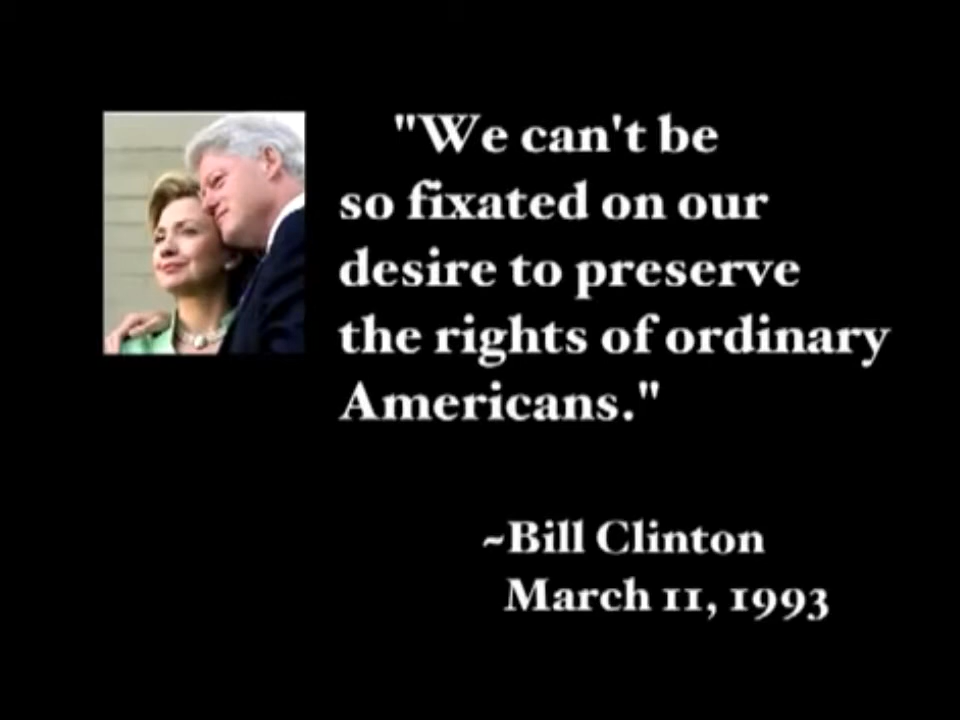 "We can't be
so fixated on our
desire to preserve
the rights of ordinary
Americans."
~Bill Clinton
March 11, 1993